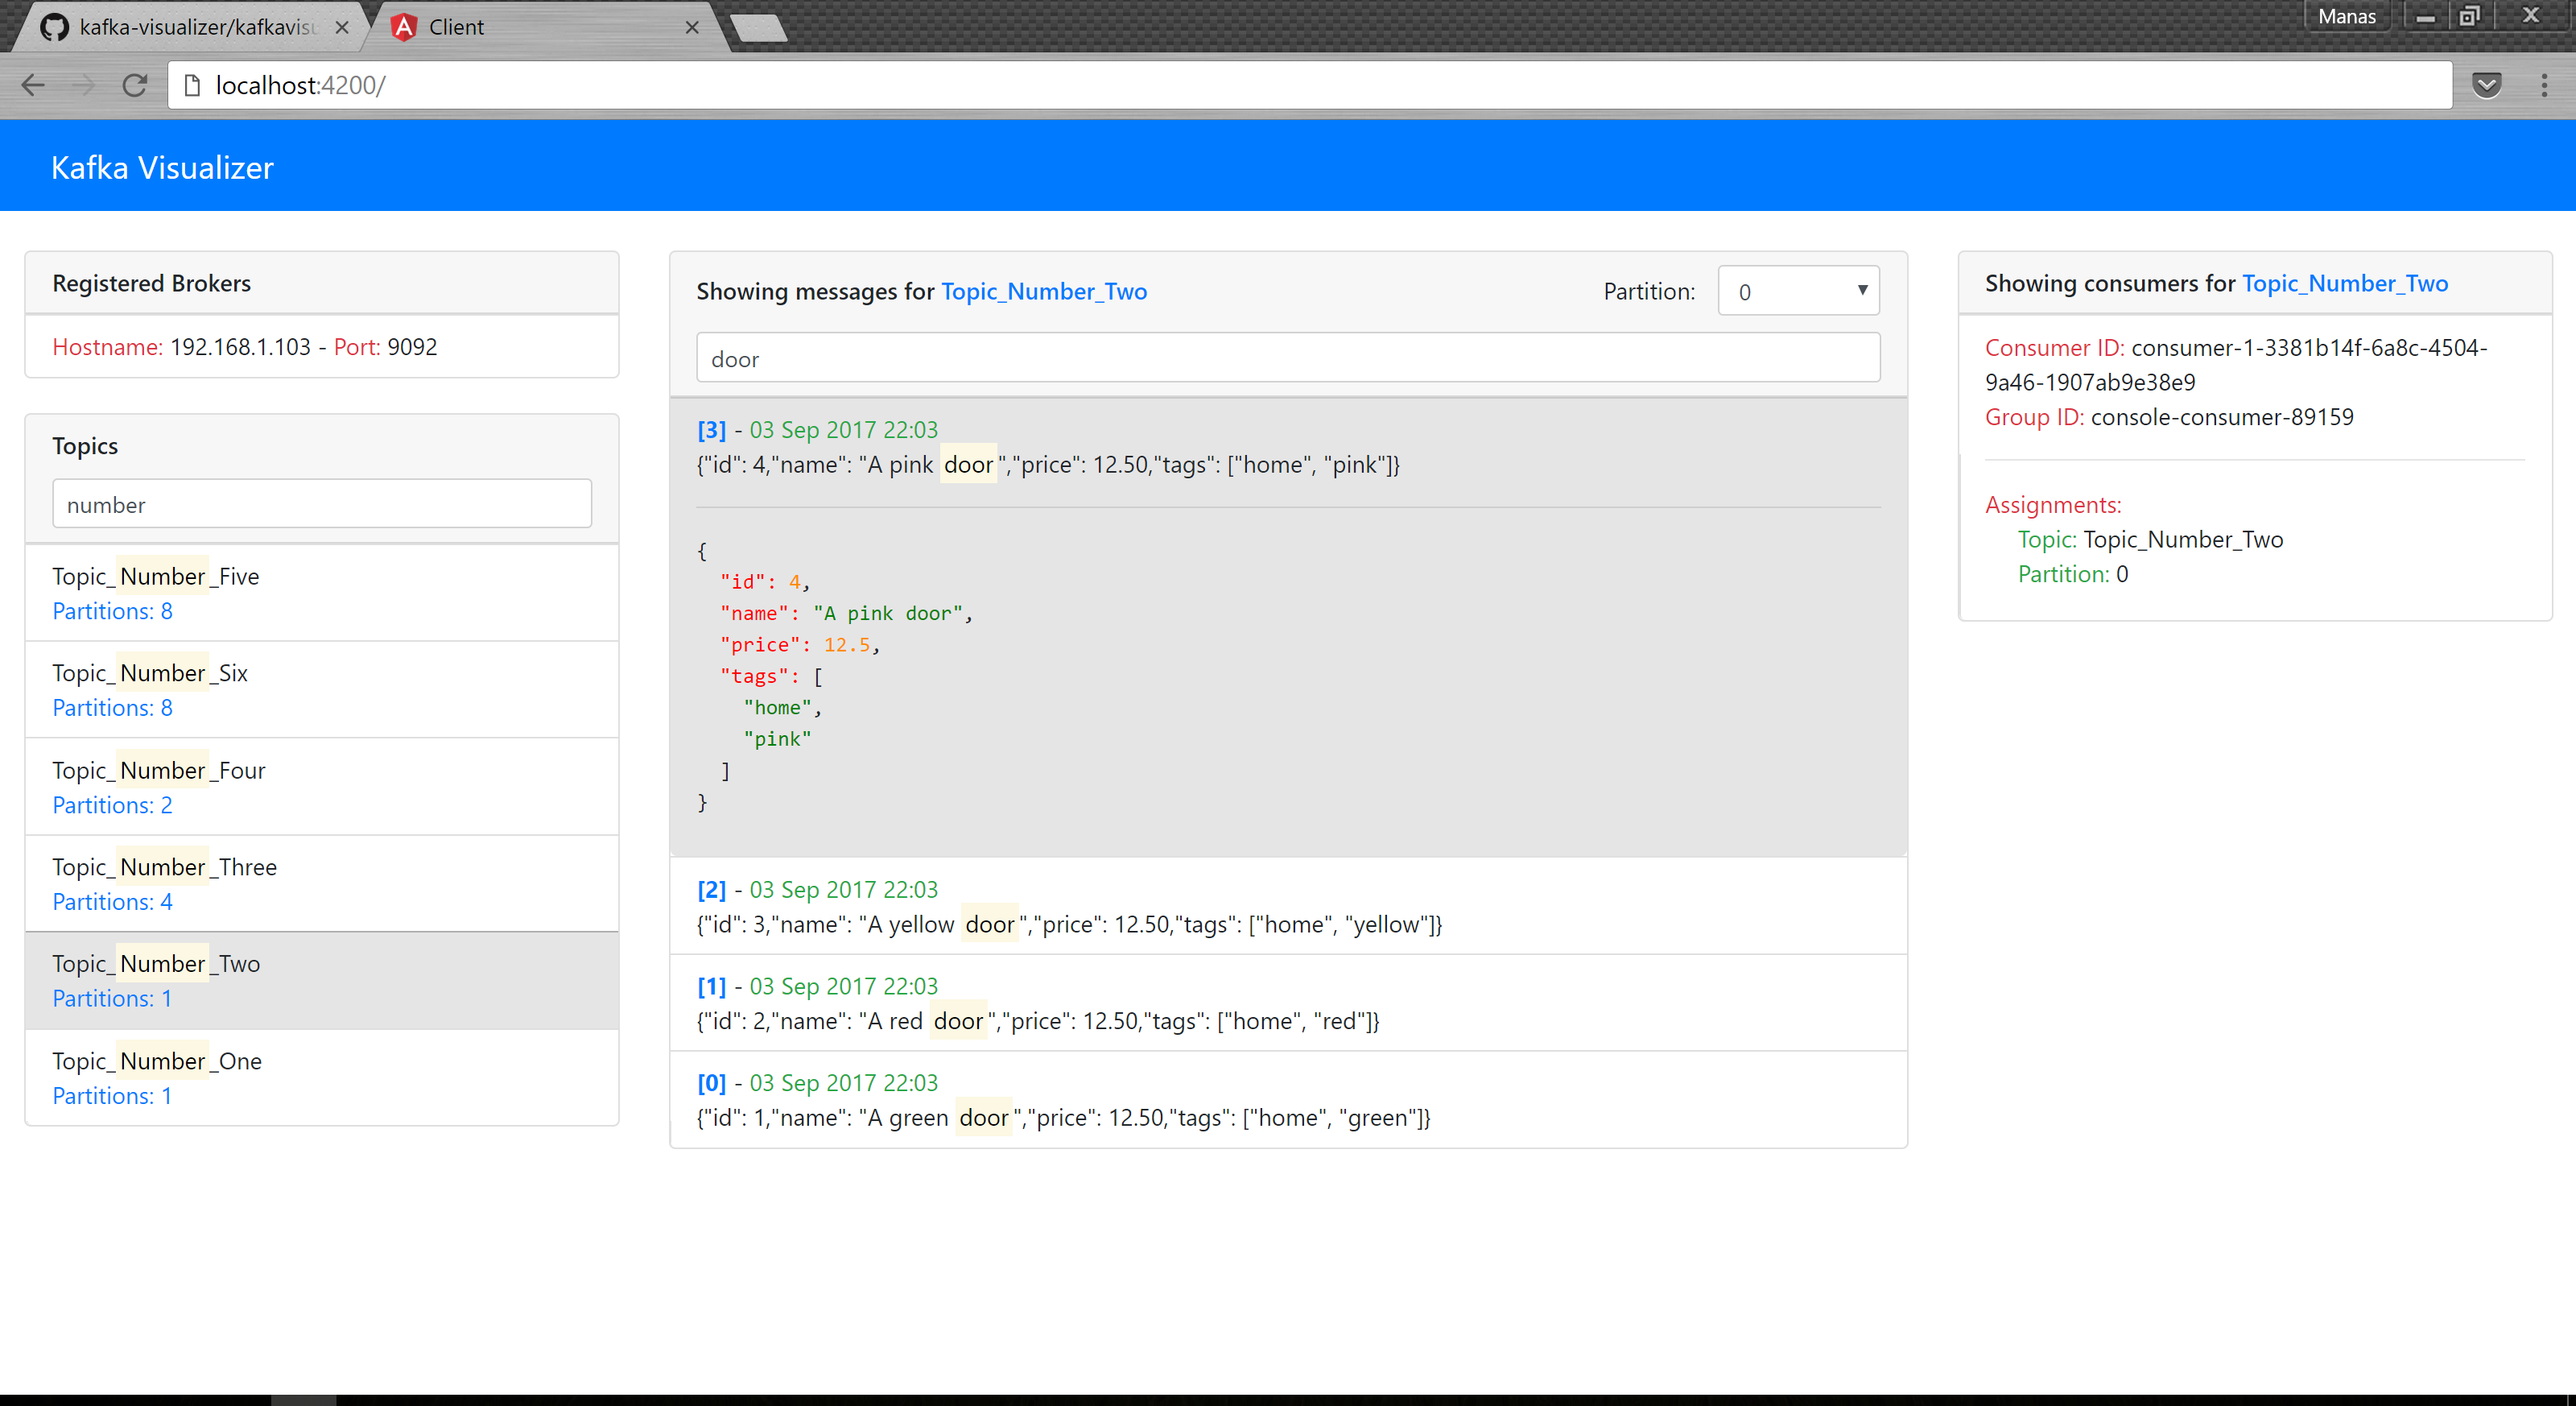 kafka-visualizer/kafkavisu
Client
Manas
localhost:4200/
Kafka Visualizer
Registered Brokers
Hostname: 192.168.1.103 - Port: 9092
Topics
number
Topic_Number_Five
Partitions: 8
Topic_Number_Six
Partitions: 8
Topic_Number_Four
Partitions: 2
Topic_Number_Three
Partitions: 4
Topic_Number_Two
Partitions: 1
Topic_Number_One
Partitions: 1
Showing messages for Topic_Number_Two
Partition: 0
door
[3] - 03 Sep 2017 22:03
{"id": 4,"name": "A pink door","price": 12.50,"tags": ["home", "pink"]}
{
"id": 4,
"name": "A pink door",
"price": 12.5,
"tags": [
"home",
"pink"
]
}
[2] - 03 Sep 2017 22:03
{"id": 3,"name": "A yellow door","price": 12.50,"tags": ["home", "yellow"]}
[1] - 03 Sep 2017 22:03
{"id": 2,"name": "A red door","price": 12.50,"tags": ["home", "red"]}
[0] - 03 Sep 2017 22:03
{"id": 1,"name": "A green door","price": 12.50,"tags": ["home", "green"]}
Showing consumers for Topic_Number_Two
Consumer ID: consumer-1-3381b14f-6a8c-4504-
9a46-1907ab9e38e9
Group ID: console-consumer-89159
Assignments:
Topic: Topic_Number_Two
Partition: 0